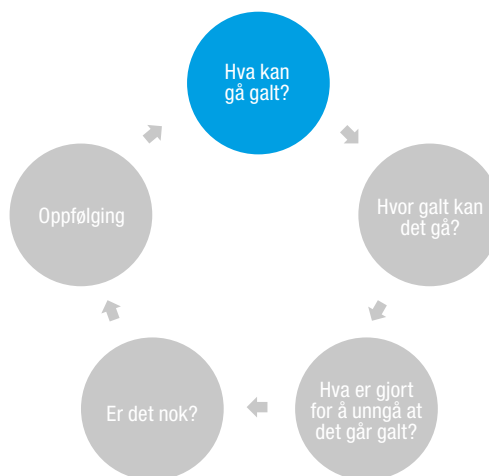 Hva kan
gå galt?
Hvor galt kan
det gå?
Hva er gjort
for å unngå at
det går galt?
Er det nok?
Oppfølging